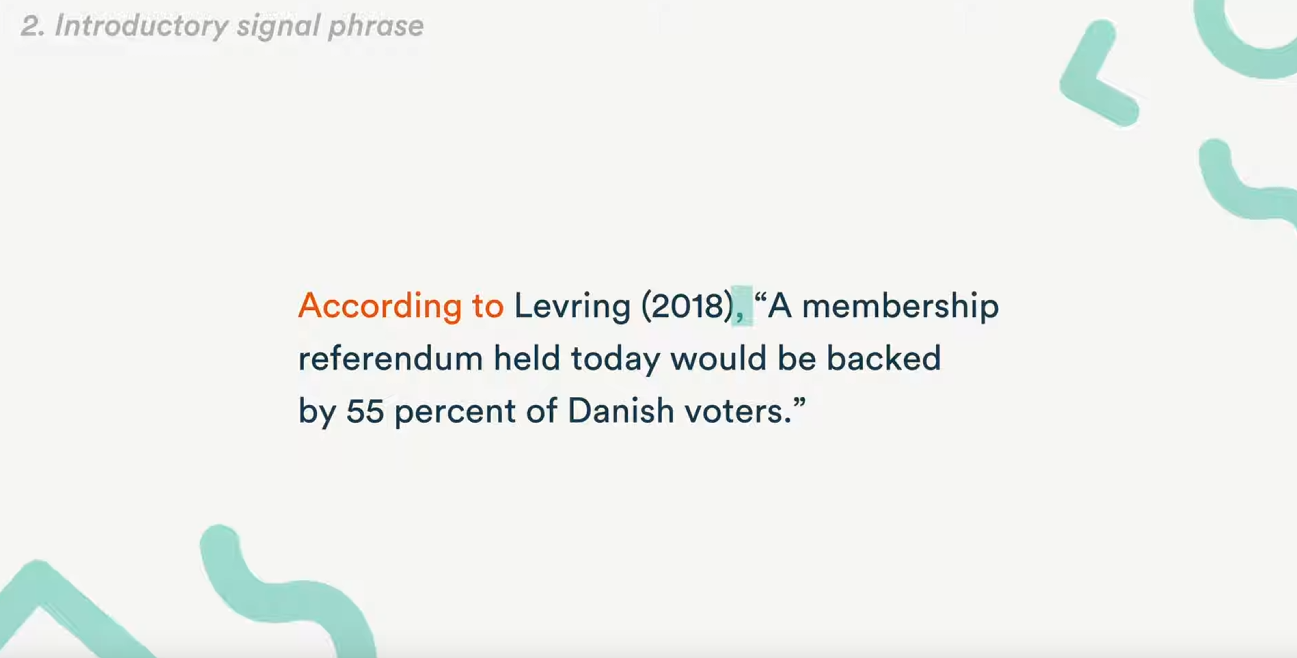 2. Introductory signal phrase
According to Levring (2018), “A membership
referendum held today would be backed
by 55 percent of Danish voters.”